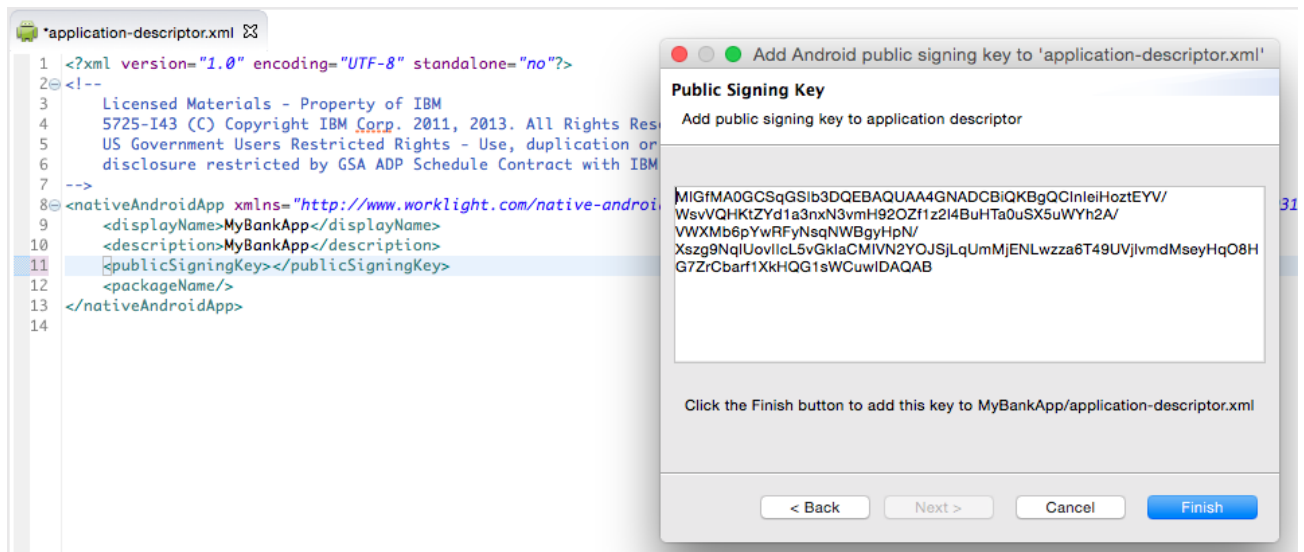 *application-descriptor.xml
1 <?xml version="1.0" encoding="UTF-8" standalone="no"?>
2 <!--
3 Licensed Materials - Property of IBM
4 5725-I43 (C) Copyright IBM Corp. 2011, 2013. All Rights Res
5 US Government Users Restricted Rights - Use, duplication or
6 disclosure restricted by GSA ADP Schedule Contract with IBM
7 -->
8 <nativeAndroidApp xmlns="http://www.worklight.com/native-androi 31
9 <displayName>MyBankApp</displayName>
10 <description>MyBankApp</description>
11 <publicSigningKey></publicSigningKey>
12 <packageName/>
13 </nativeAndroidApp>
14
Add Android public signing key to 'application-descriptor.xml'
Public Signing Key
Add public signing key to application descriptor
MIGfMA0GCSqGSIb3DQEBAQUAA4GNADCBiQKBgQCInIeiHoztEYV/
WsvVQHKtZYd1a3nxN3vmH92OZf1z2I4BuHTa0uSX5uWYh2A/
VWXMb6pYwRFyNsqNWBgyHpN/
Xszg9NqIUovIIcL5vGkIaCMIVN2YOJSjLqUmMjENLwzza6T49UVjIvmdMseyHqO8H
G7ZrCbarf1XkHQG1sWCuwIDAQAB
Click the Finish button to add this key to MyBankApp/application-descriptor.xml
< Back
Next >
Cancel
Finish